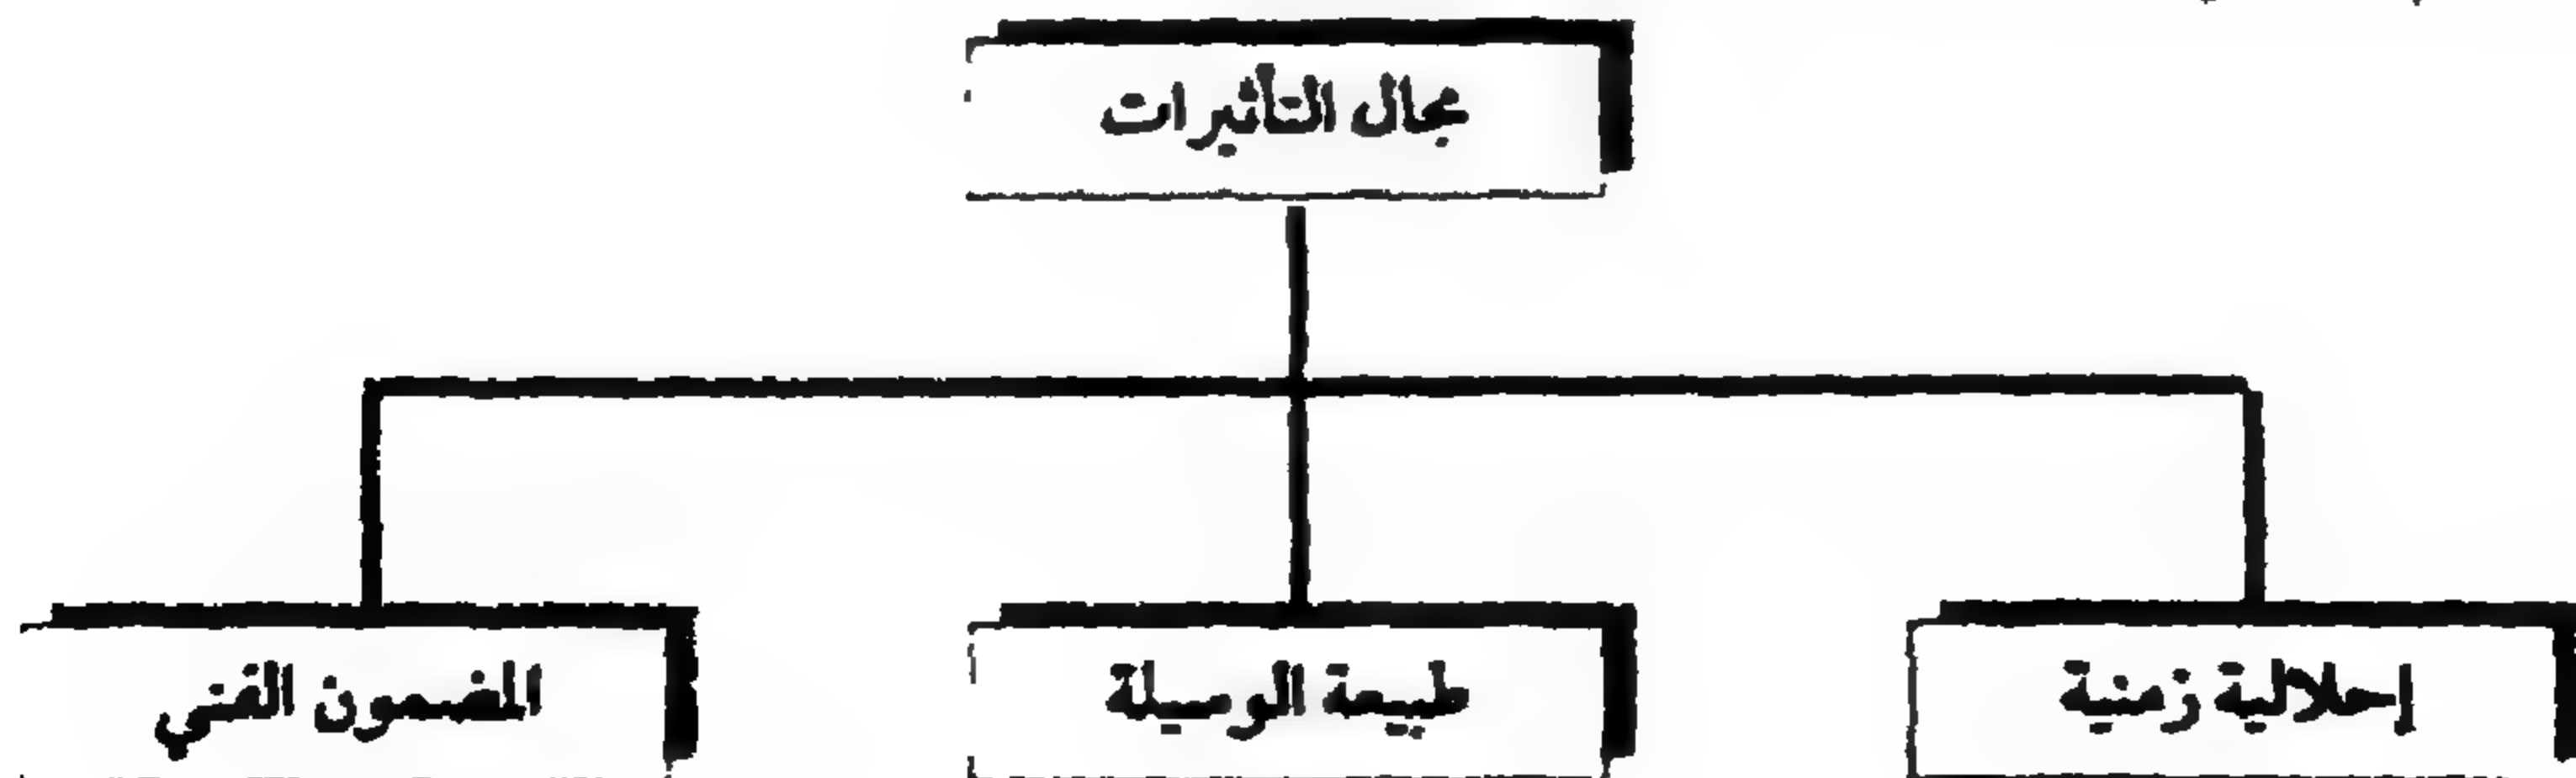 مجال التأثيرات
إحلالية زمنية
طبيعة الوسيلة
المضمون الفني